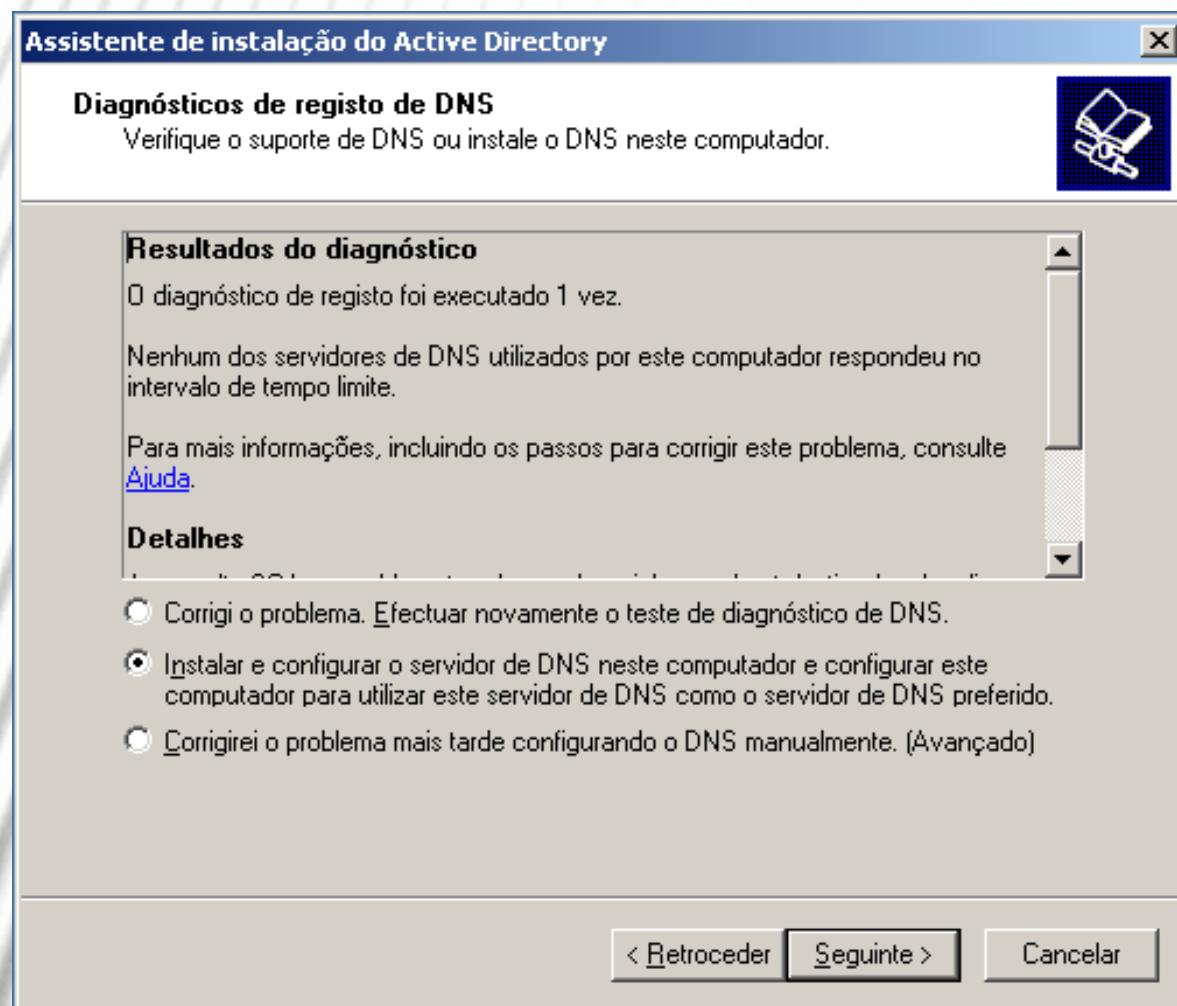 Assistente de instalação do Active Directory
Diagnósticos de registo de DNS
Verifique o suporte de DNS ou instale o DNS neste computador.
Resultados do diagnóstico
O diagnóstico de registo foi executado 1 vez.
Nenhum dos servidores de DNS utilizados por este computador respondeu no
intervalo de tempo limite.
Para mais informações, incluindo os passos para corrigir este problema, consulte
Ajuda.
Detalhes
Corrigi o problema. Efectuar novamente o teste de diagnóstico de DNS.
Instalar e configurar o servidor de DNS neste computador e configurar este
computador para utilizar este servidor de DNS como o servidor de DNS preferido.
Corrigirei o problema mais tarde configurando o DNS manualmente. (Avançado)
< Retroceder
Seguinte >
Cancelar